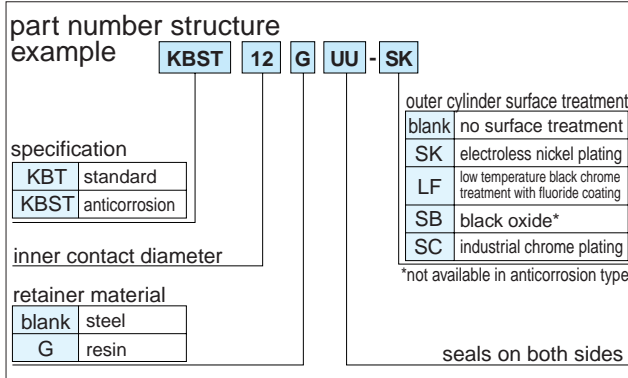 part number structure
example
KBST 12 G UU - SK
specification
KBT standard
KBST anticorrosion
inner contact diameter
retainer material
blank steel
G resin
outer cylinder surface treatment
blank no surface treatment
SK electroless nickel plating
LF low temperature black chrome
treatment with fluoride coating
SB black oxide*
SC industrial chrome plating
*not available in anticorrosion type
seals on both sides